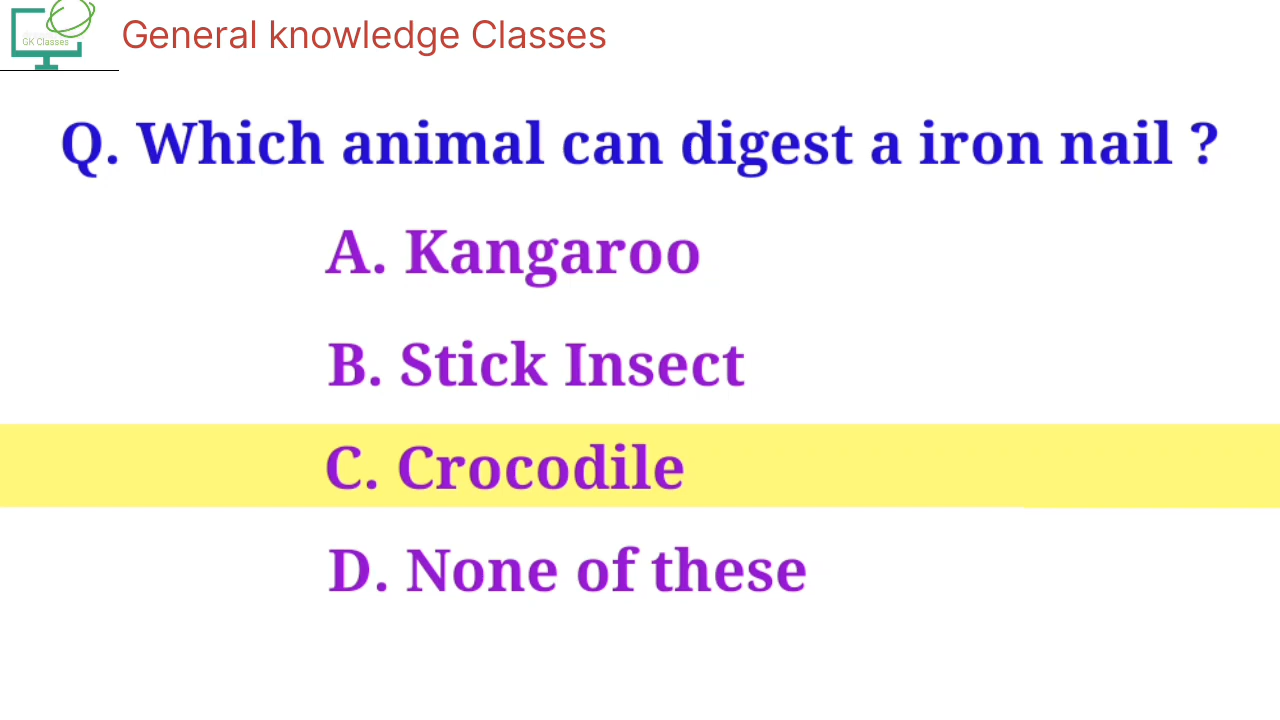 GK Classes
General knowledge Classes
Q. Which animal can digest a iron nail ?
A. Kangaroo
B. Stick Insect
C. Crocodile
D. None of these